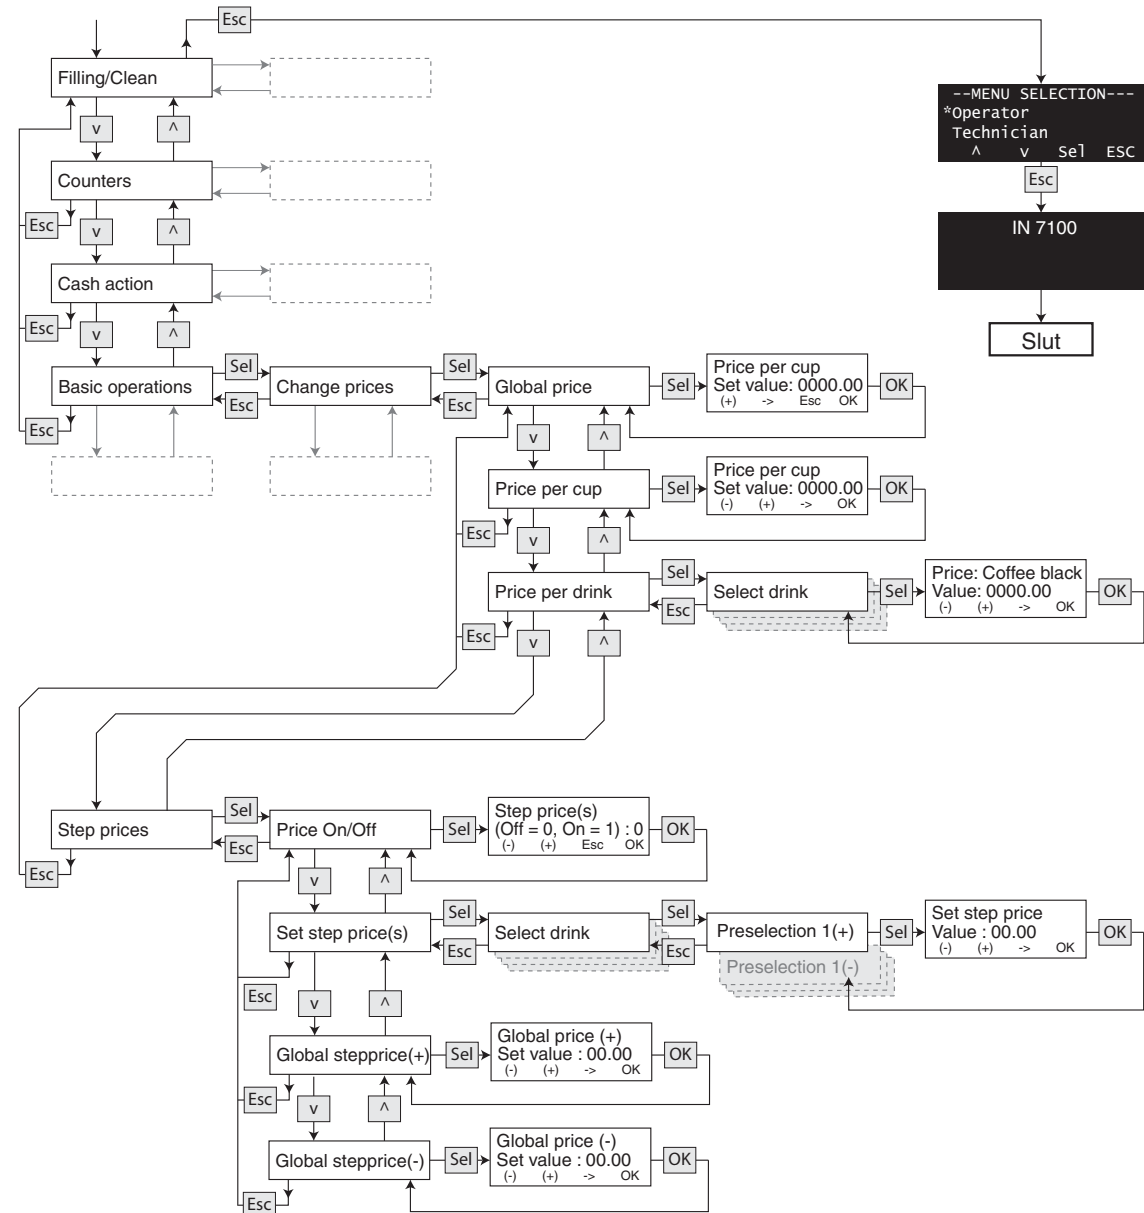 Esc
Filling/Clean
--MENU SELECTION---
*Operator
Technician
^ v Sel ESC
v ^
Esc
Counters
IN 7100
Esc
v ^
Cash action
Esc
v ^
Slut
Basic operations
Sel
Esc
Change prices
Sel
Esc
Global price
Sel
Price per cup
Set value: 0000.00
(+) -> Esc OK
OK
Esc
v ^
Price per cup
Sel
Price per cup
Set value: 0000.00
(-) (+) -> OK
OK
Esc
v ^
Price per drink
Sel
Esc
Select drink
Sel
Price: Coffee black
Value: 0000.00
(-) (+) -> OK
OK
Esc
v ^
Step prices
Sel
Esc
Price On/Off
Sel
Step price(s)
(Off = 0, On = 1) : 0
(-) (+) Esc OK
OK
Esc
v ^
Set step price(s)
Sel
Esc
Select drink
Sel
Esc
Preselection 1(+)
Preselection 1(-)
Sel
Set step price
Value : 00.00
(-) (+) -> OK
OK
Esc
v ^
Global stepprice(+)
Sel
Global price (+)
Set value : 00.00
(-) (+) -> OK
OK
Esc
v ^
Global stepprice(-)
Sel
Global price (-)
Set value : 00.00
(-) (+) -> OK
OK
Esc